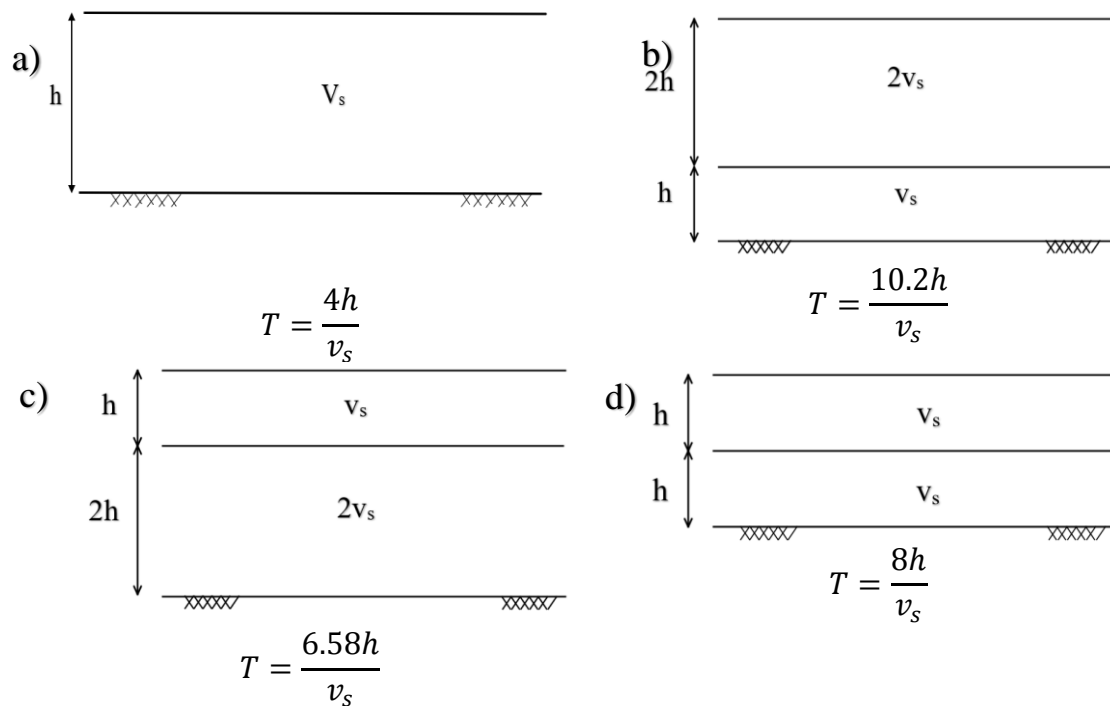 a)
h
Vₛ
T = 4h/vₛ
b)
2h
2vₛ
h
vₛ
T = 10.2h/vₛ
c)
h
vₛ
2h
2vₛ
T = 6.58h/vₛ
d)
h
vₛ
h
vₛ
T = 8h/vₛ